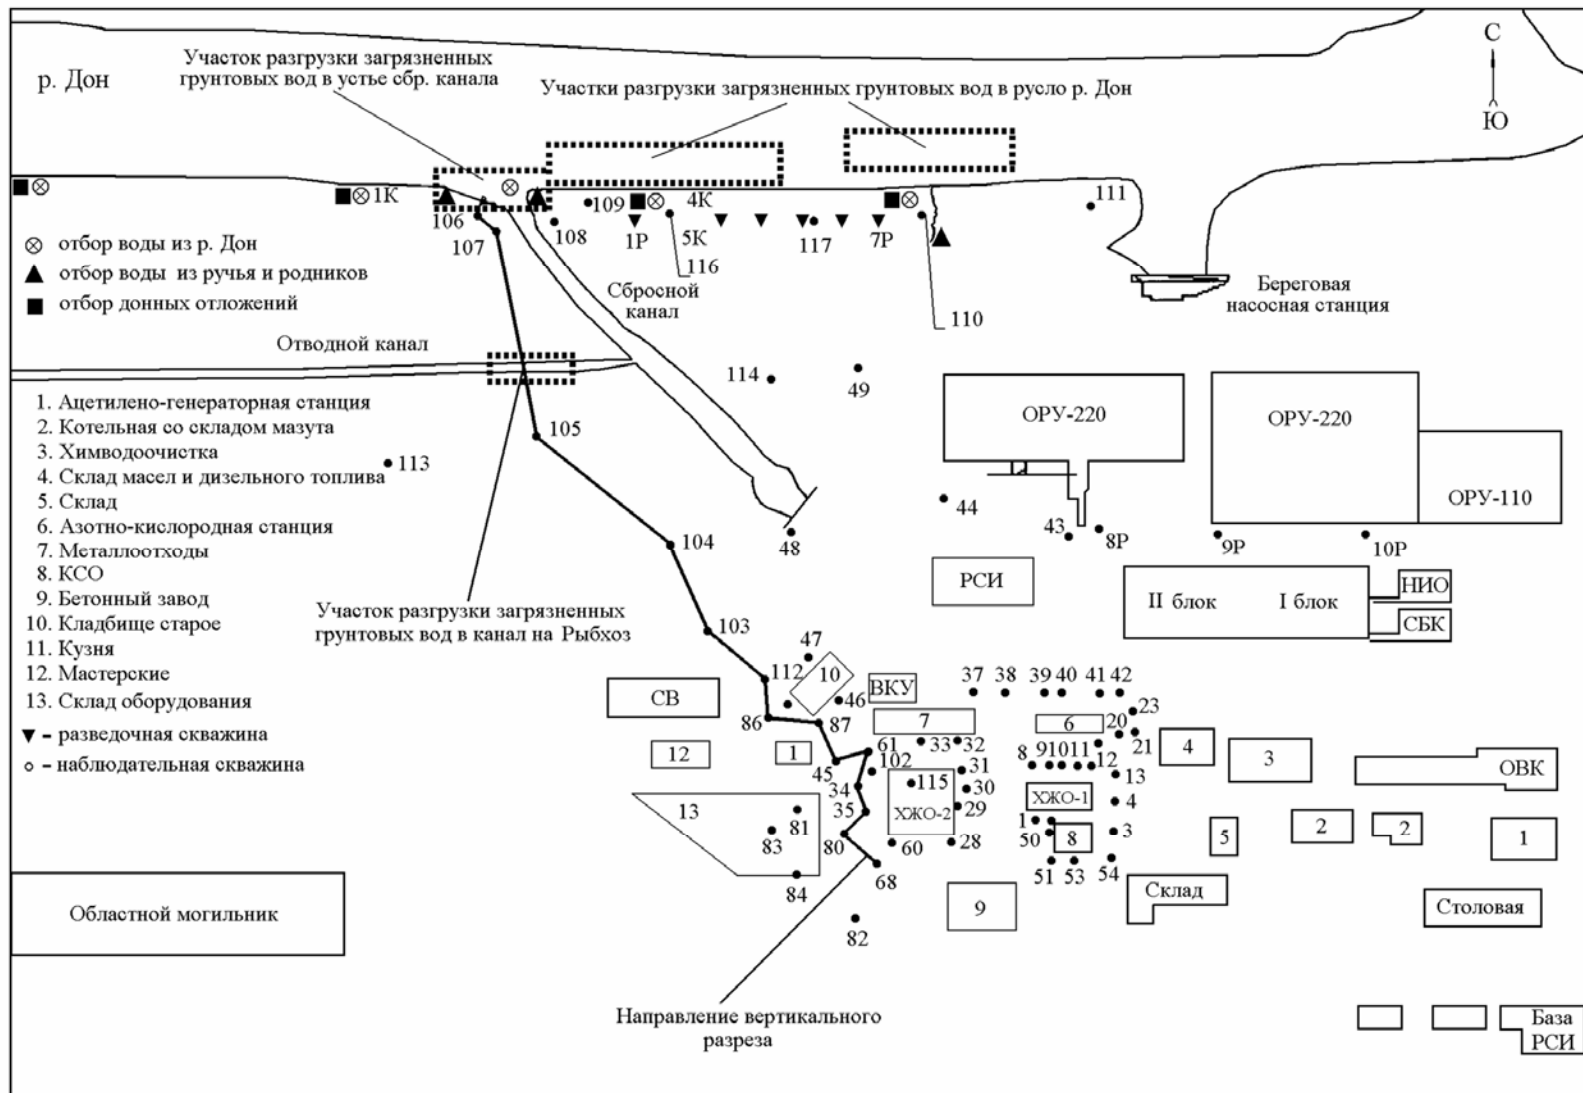 С
Ю
р. Дон
Участок разгрузки загрязненных
грунтовых вод в устье сбр. канала
Участки разгрузки загрязненных грунтовых вод в русло р. Дон
1К
4К
111
106
109
107
108
1Р
5К
117
7Р
116
110
отбор воды из р. Дон
отбор воды из ручья и родников
отбор донных отложений
Сбросной
канал
Береговая
насосная станция
Отводной канал
114
49
1. Ацетилено-генераторная станция
2. Котельная со складом мазута
3. Химводоочистка
4. Склад масел и дизельного топлива
5. Склад
6. Азотно-кислородная станция
7. Металлоотходы
8. КСО
9. Бетонный завод
10. Кладбище старое
11. Кузня
12. Мастерские
13. Склад оборудования
– разведочная скважина
– наблюдательная скважина
105
113
ОРУ-220
ОРУ-220
ОРУ-110
44
43
8Р
9Р
10Р
48
104
РСИ
II блок
I блок
НИО
СБК
Участок разгрузки загрязненных
грунтовых вод в канал на Рыбхоз
103
47
112
10
46
ВКУ
37
38
39
40
41
42
СВ
86
87
7
6
23
20
21
4
3
12
1
61
33
32
8
9
10
11
12
ОВК
45
102
31
13
34
115
30
ХЖО-1
4
13
81
35
ХЖО-2
29
1
83
80
60
28
50
8
3
5
2
2
1
84
68
51
53
54
9
Склад
Столовая
Областной могильник
82
Направление вертикального
разреза
База
РСИ